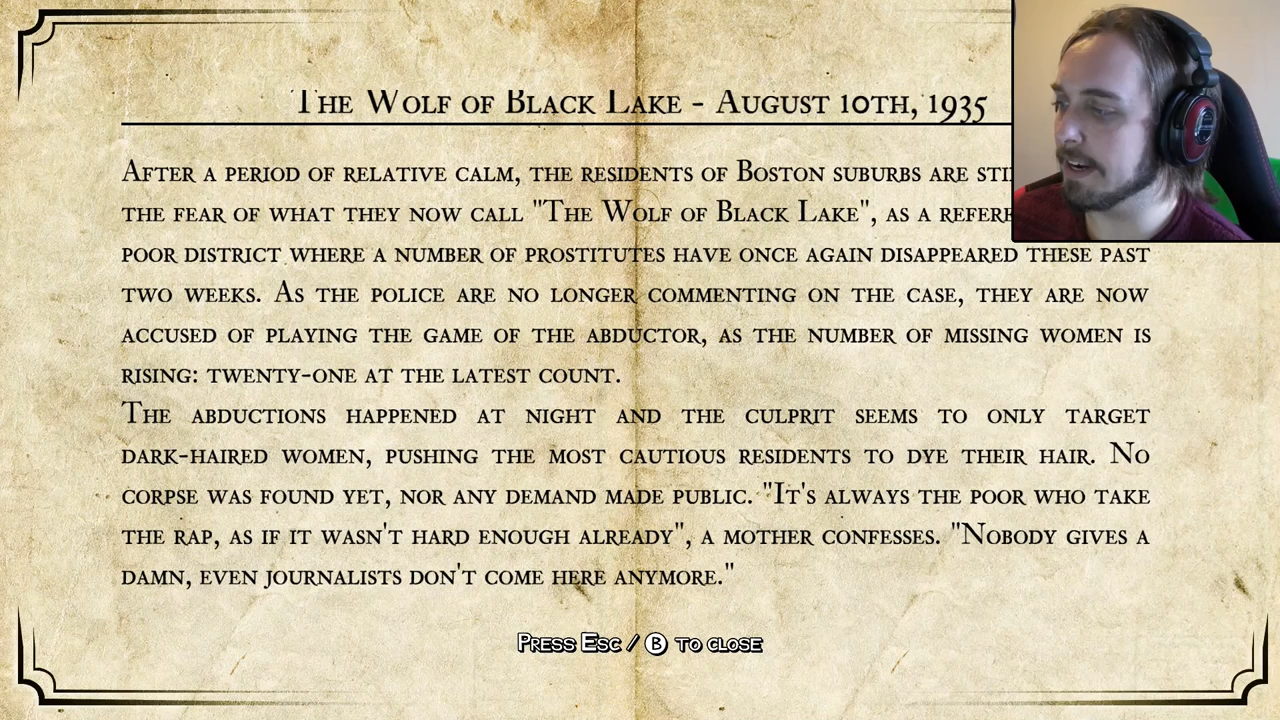 The Wolf of Black Lake - August 10th, 1935
After a period of relative calm, the residents of Boston suburbs are
the fear of what they now call "The Wolf of Black Lake", as a
poor district where a number of prostitutes have once again disappeared these past
two weeks. As the police are no longer commenting on the case, they are now
accused of playing the game of the abductor, as the number of missing women is
rising: twenty-one at the latest count.
The abductions happened at night and the culprit seems to only target
dark-haired women, pushing the most cautious residents to dye their hair. No
corpse was found yet, nor any demand made public. "It's always the poor who take
the rap, as if it wasn't hard enough already", a mother confesses. "Nobody gives a
damn, even journalists don't come here anymore."
Press Esc / B to close